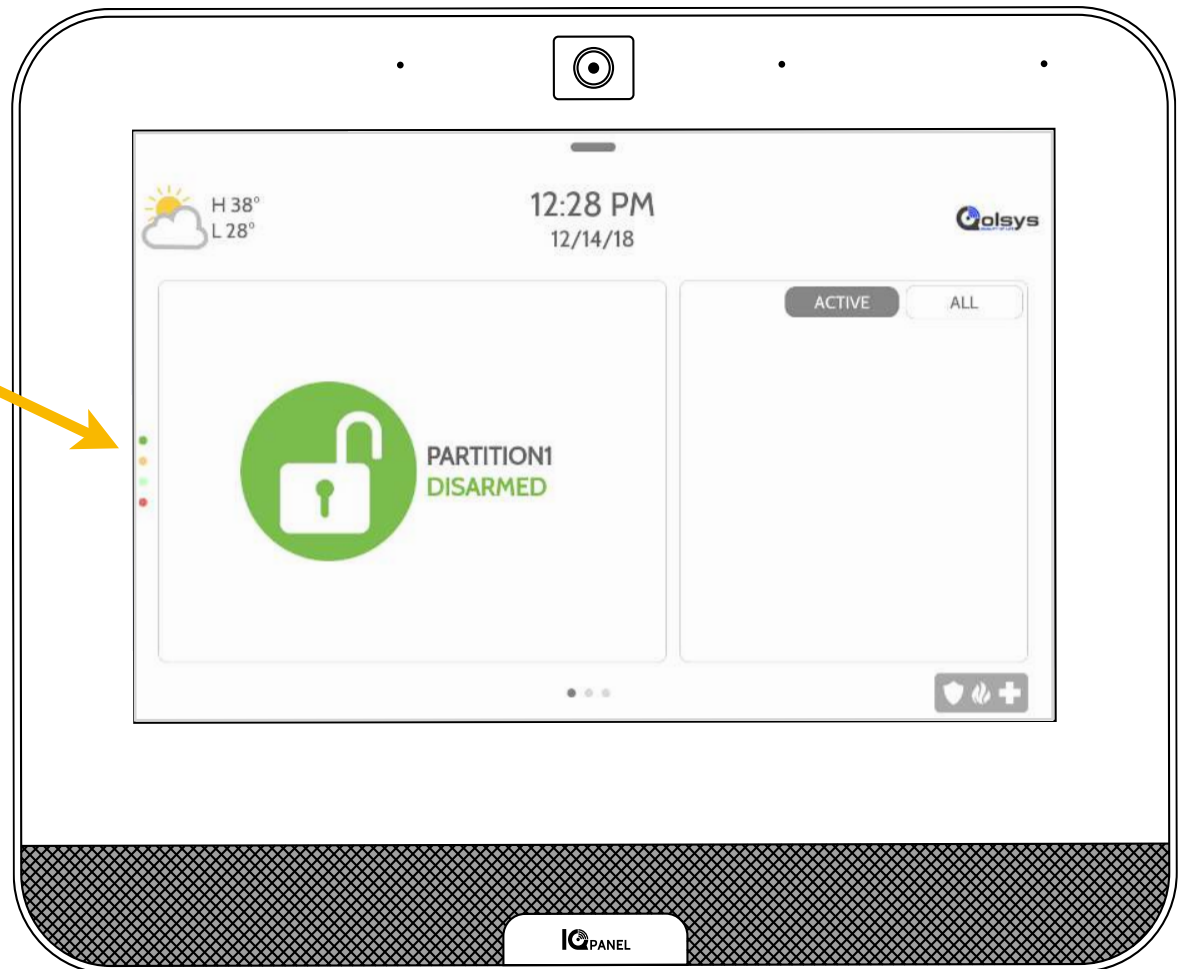 H 38°
L 28°
12:28 PM
12/14/18
Qolsys
ACTIVE
ALL
PARTITION1
DISARMED
IQ PANEL